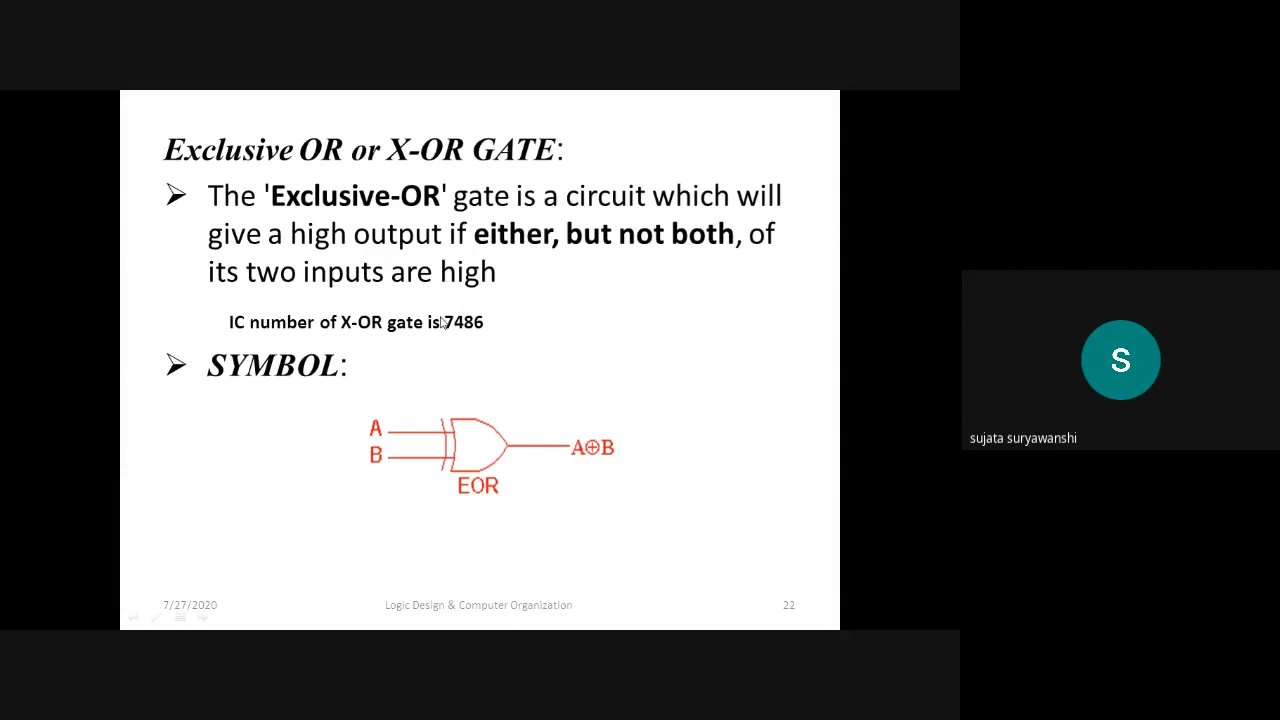 Exclusive OR or X-OR GATE:
➢ The 'Exclusive-OR' gate is a circuit which will
give a high output if either, but not both, of
its two inputs are high
IC number of X-OR gate is 7486
➢ SYMBOL:
A
B
A⊕B
EOR
7/27/2020
Logic Design & Computer Organization
22
S
sujata suryawanshi